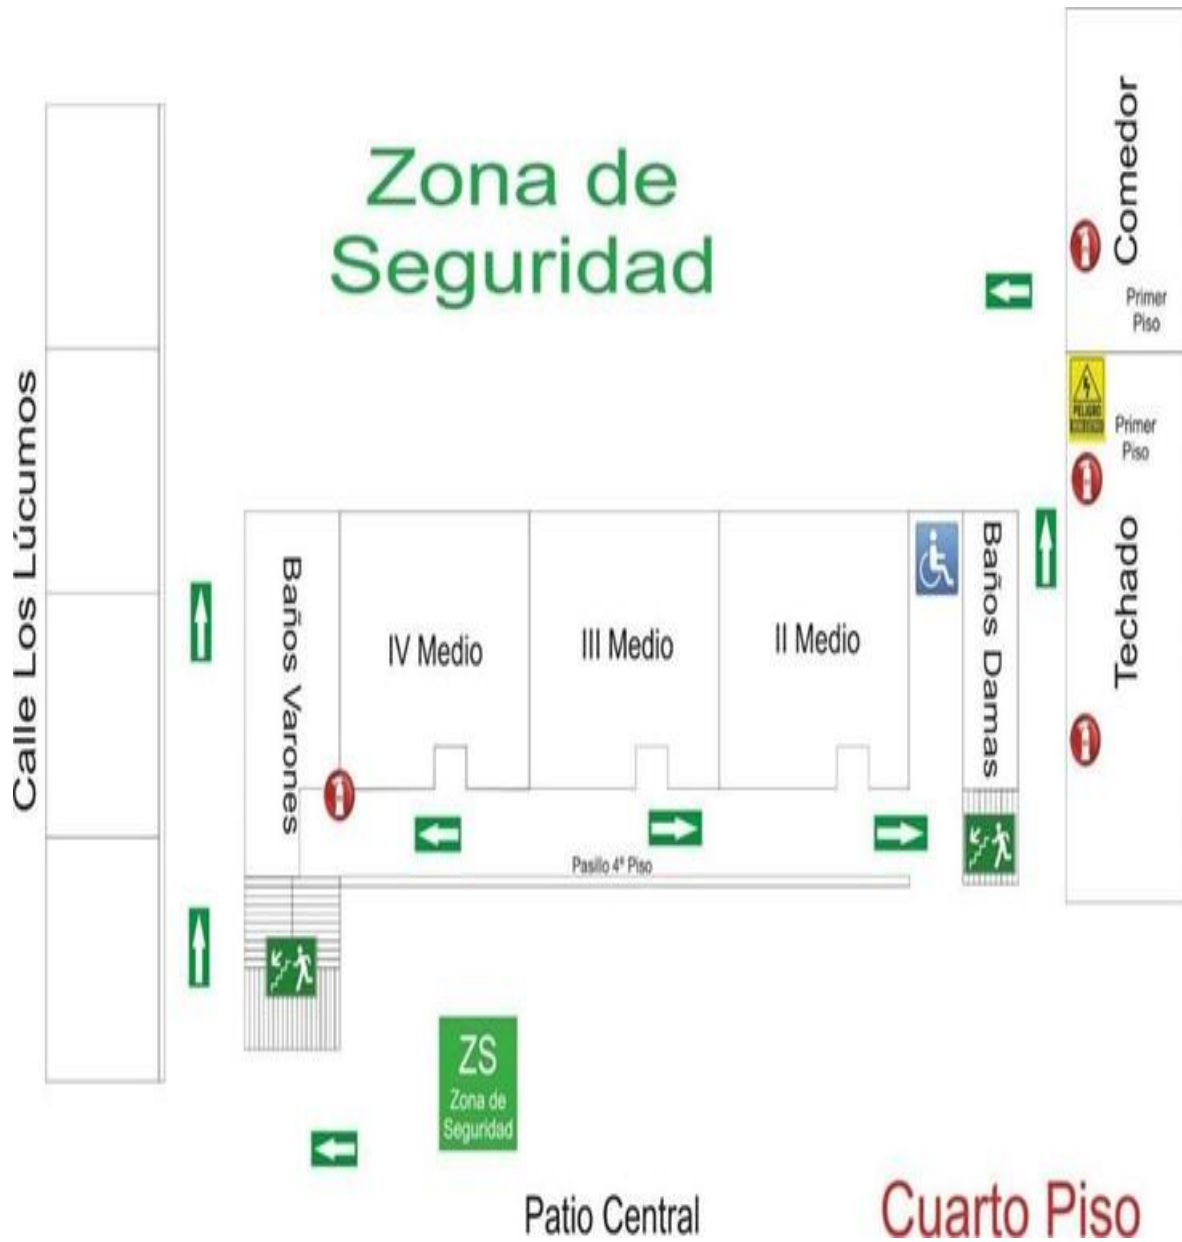 Zona de
Seguridad
Comedor
Primer
Piso
PELIGRO
Primer
Piso
Techado
Calle Los Lúcumos
Baños Varones
IV Medio
III Medio
II Medio
Baños Damas
Pasillo 4º Piso
ZS
Zona de
Seguridad
Patio Central
Cuarto Piso